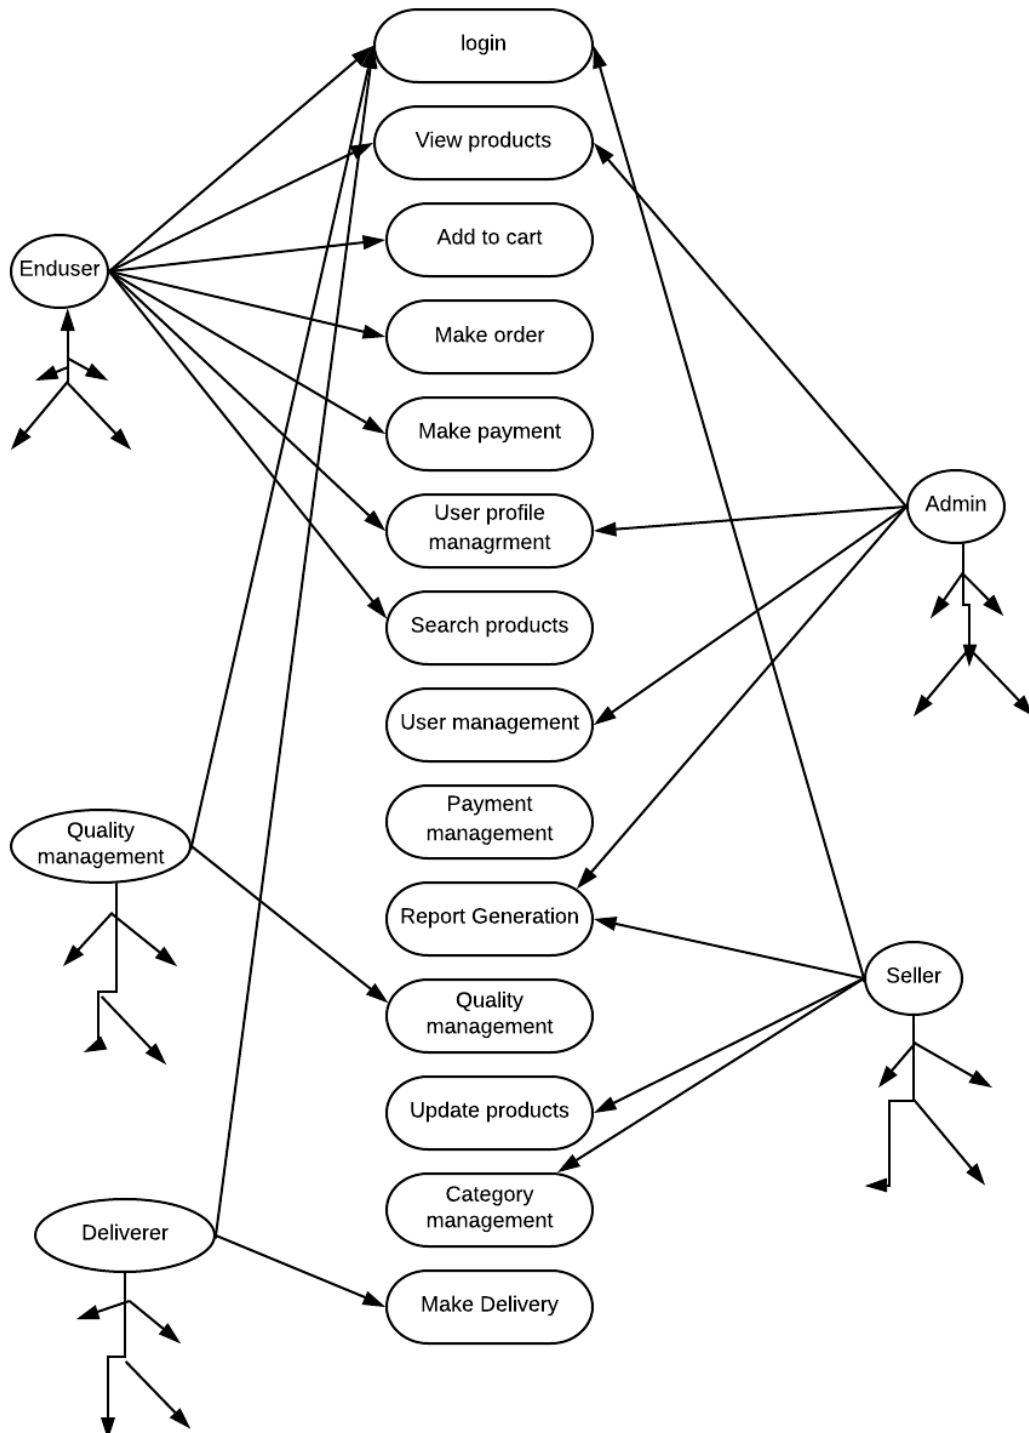 login
View products
Add to cart
Enduser
Make order
Make payment
User profile
managrment
Admin
Search products
User management
Payment
management
Quality
management
Report Generation
Seller
Quality
management
Update products
Category
management
Deliverer
Make Delivery